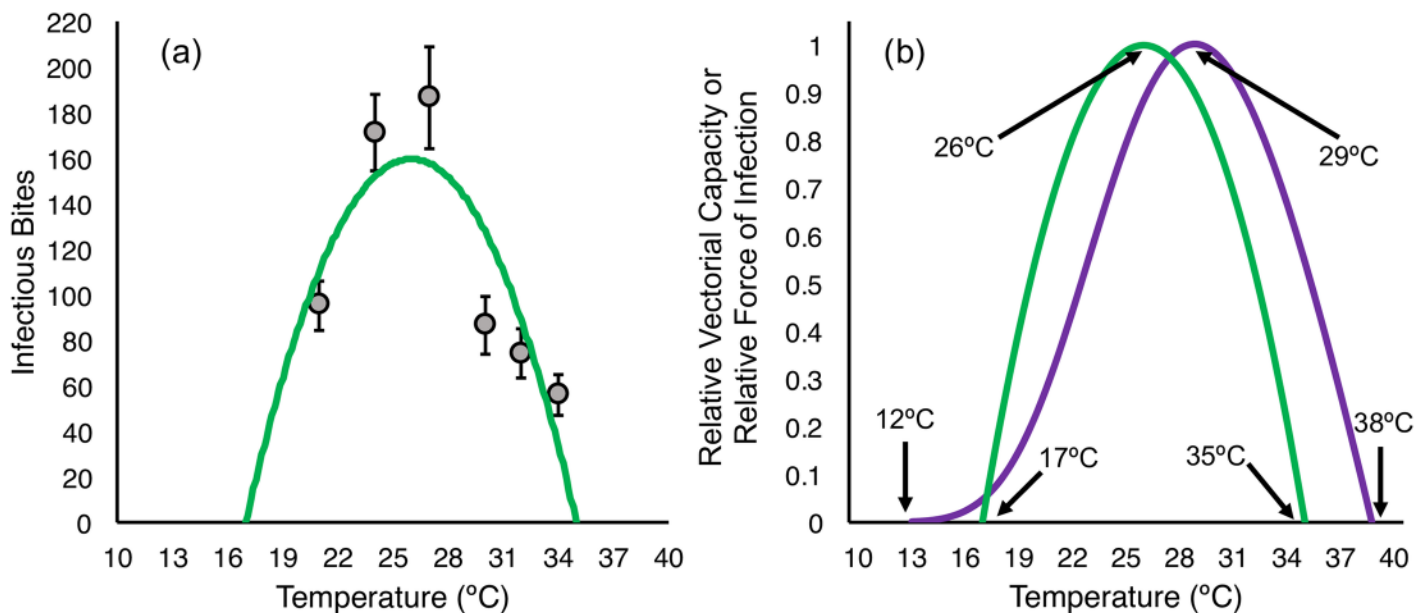 (a)
Infectious Bites
220
200
180
160
140
120
100
80
60
40
20
0
10 13 16 19 22 25 28 31 34 37 40
Temperature (ºC)
(b)
Relative Vectorial Capacity or
Relative Force of Infection
1
0.9
0.8
0.7
0.6
0.5
0.4
0.3
0.2
0.1
0
26ºC
29ºC
12ºC
17ºC
35ºC
38ºC
10 13 16 19 22 25 28 31 34 37 40
Temperature (ºC)